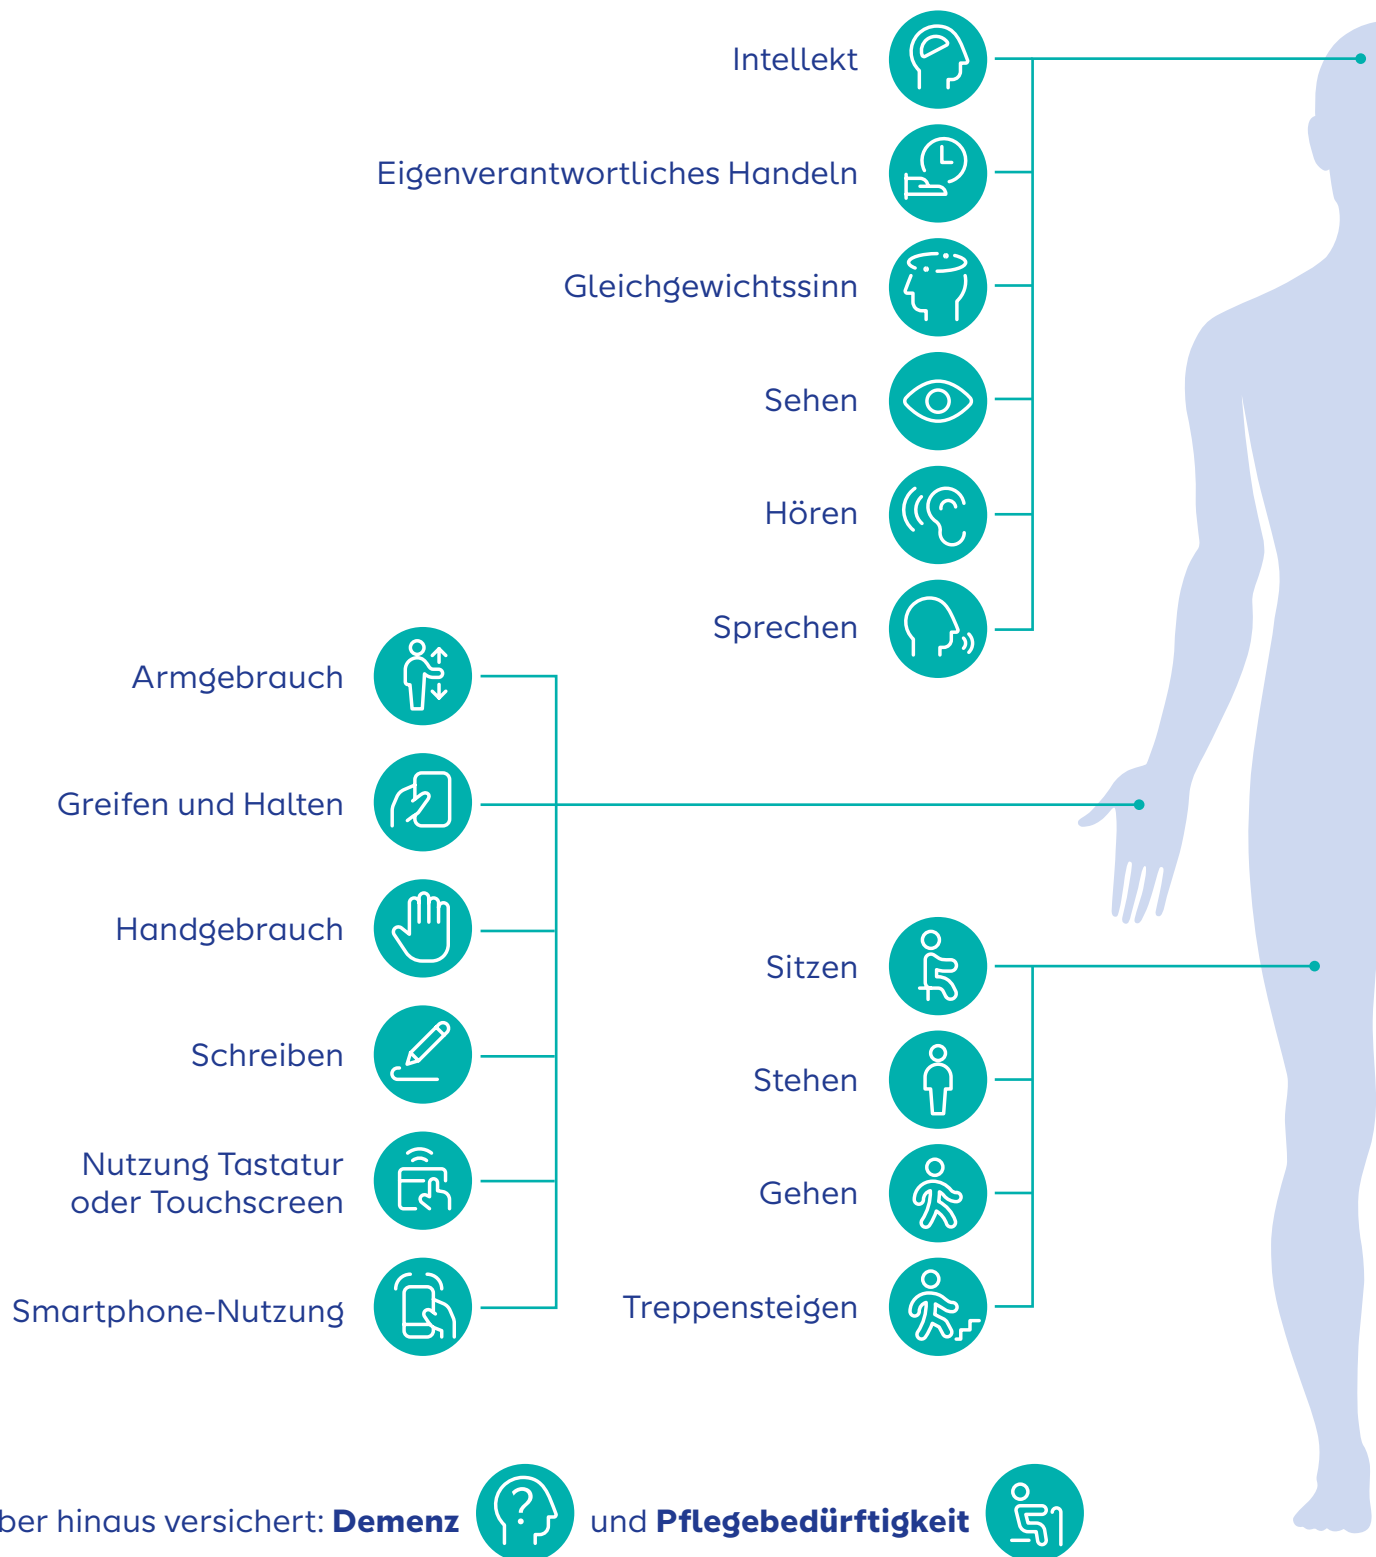 Intellekt
Eigenverantwortliches Handeln
Gleichgewichtssinn
Sehen
Hören
Sprechen
Armgebrauch
Greifen und Halten
Handgebrauch
Schreiben
Nutzung Tastatur
oder Touchscreen
Smartphone-Nutzung
Sitzen
Stehen
Gehen
Treppensteigen
ber hinaus versichert: Demenz ? und Pflegebedürftigkeit